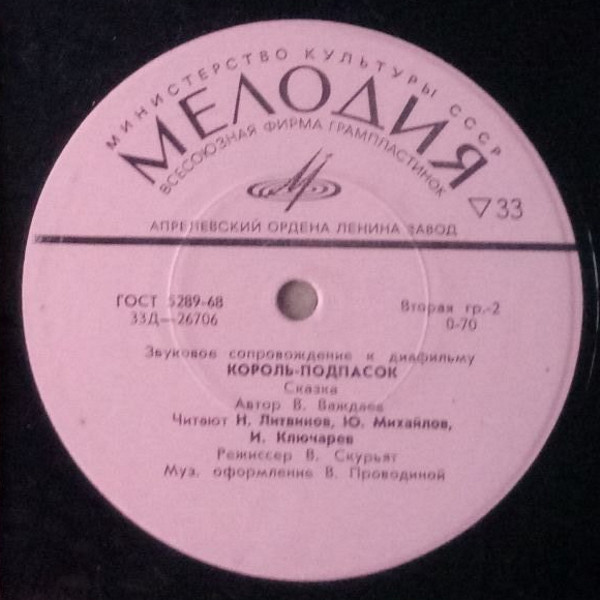 МИНИСТЕРСТВО КУЛЬТУРЫ СССР
МЕЛОДИЯ
ВСЕСОЮЗНАЯ ФИРМА ГРАМПЛАСТИНОК
▽33
АПРЕЛЕВСКИЙ ОРДЕНА ЛЕНИНА ЗАВОД
ГОСТ 5289-68
33Д—26706
Вторая гр.-2
0-70
Звуковое сопровождение к диафильму
КОРОЛЬ-ПОДПАСОК
Сказка
Автор В. Важдаев
Читают Н. Литвинов, Ю. Михайлов,
И. Ключарев
Режиссер В. Скурьят
Муз. оформление В. Проводиной